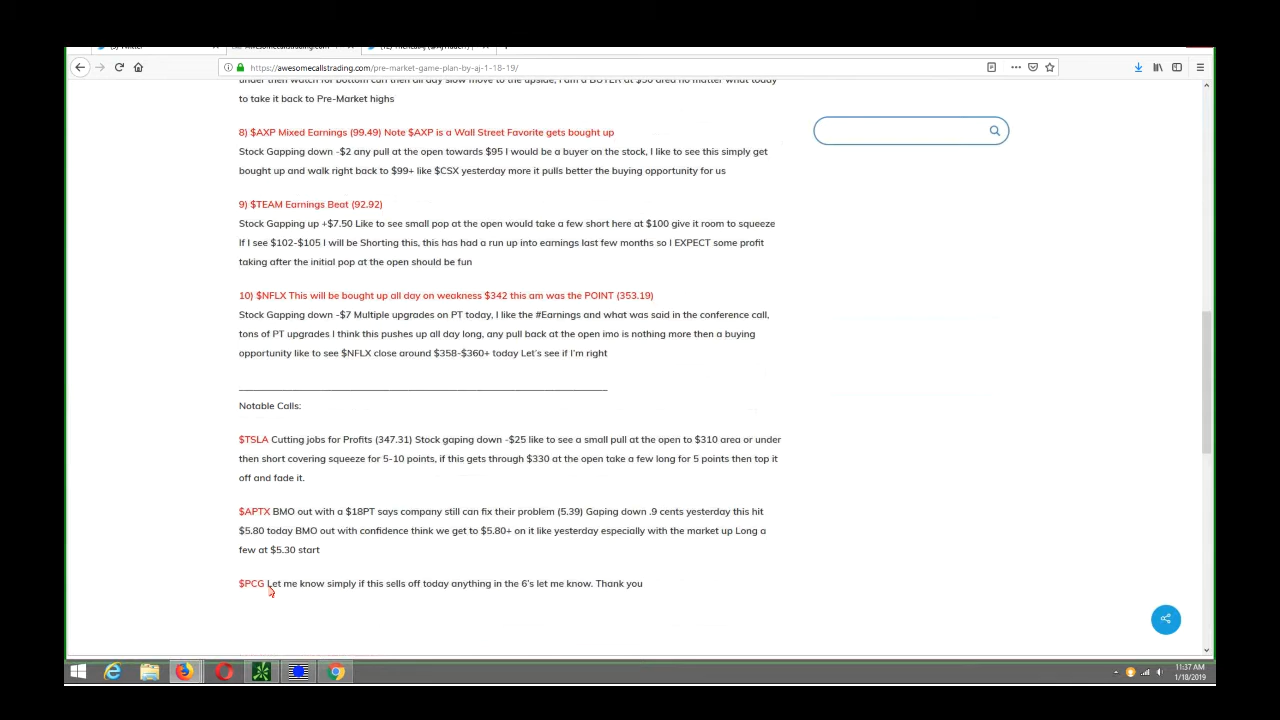 https://awesomecallstrading.com/pre-market-game-plan-by-aj-1-18-19/
to take it back to Pre-Market highs
8) $AXP Mixed Earnings (99.49) Note $AXP is a Wall Street Favorite gets bought up
Stock Gapping down -$2 any pull at the open towards $95 I would be a buyer on the stock, I like to see this simply get
bought up and walk right back to $99+ like $CSX yesterday more it pulls better the buying opportunity for us
9) $TEAM Earnings Beat (92.92)
Stock Gapping up +$7.50 Like to see small pop at the open would take a few short here at $100 give it room to squeeze
If I see $102-$105 I will be Shorting this, this has had a run up into earnings last few months so I EXPECT some profit
taking after the initial pop at the open should be fun
10) $NFLX This will be bought up all day on weakness $342 this am was the POINT (353.19)
Stock Gapping down -$7 Multiple upgrades on PT today, I like the #Earnings and what was said in the conference call,
tons of PT upgrades I think this pushes up all day long, any pull back at the open imo is nothing more then a buying
opportunity like to see $NFLX close around $358-$360+ today Let's see if I'm right
Notable Calls:
$TSLA Cutting jobs for Profits (347.31) Stock gaping down -$25 like to see a small pull at the open to $310 area or under
then short covering squeeze for 5-10 points, if this gets through $330 at the open take a few long for 5 points then top it
off and fade it.
$APTX BMO out with a $18PT says company still can fix their problem (5.39) Gaping down .9 cents yesterday this hit
$5.80 today BMO out with confidence think we get to $5.80+ on it like yesterday especially with the market up Long a
few at $5.30 start
$PCG Let me know simply if this sells off today anything in the 6's let me know. Thank you
11:37 AM
1/18/2019